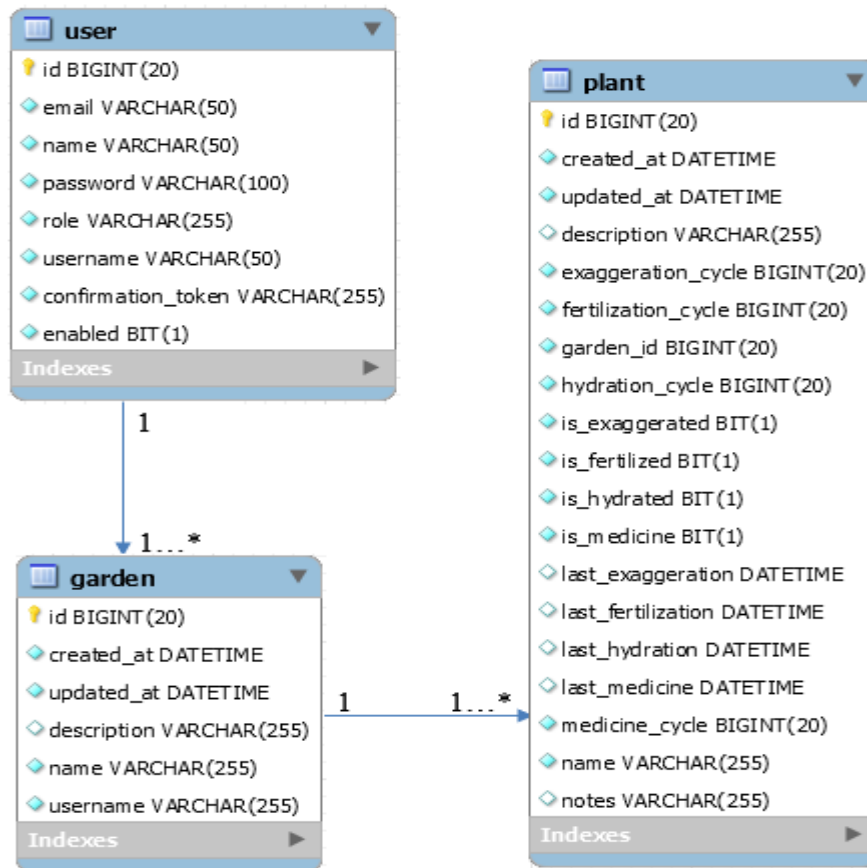 user
id BIGINT(20)
email VARCHAR(50)
name VARCHAR(50)
password VARCHAR(100)
role VARCHAR(255)
username VARCHAR(50)
confirmation_token VARCHAR(255)
enabled BIT(1)
Indexes
1
1...*
garden
id BIGINT(20)
created_at DATETIME
updated_at DATETIME
description VARCHAR(255)
name VARCHAR(255)
username VARCHAR(255)
Indexes
1
1...*
plant
id BIGINT(20)
created_at DATETIME
updated_at DATETIME
description VARCHAR(255)
exaggeration_cycle BIGINT(20)
fertilization_cycle BIGINT(20)
garden_id BIGINT(20)
hydration_cycle BIGINT(20)
is_exaggerated BIT(1)
is_fertilized BIT(1)
is_hydrated BIT(1)
is_medicine BIT(1)
last_exaggeration DATETIME
last_fertilization DATETIME
last_hydration DATETIME
last_medicine DATETIME
medicine_cycle BIGINT(20)
name VARCHAR(255)
notes VARCHAR(255)
Indexes